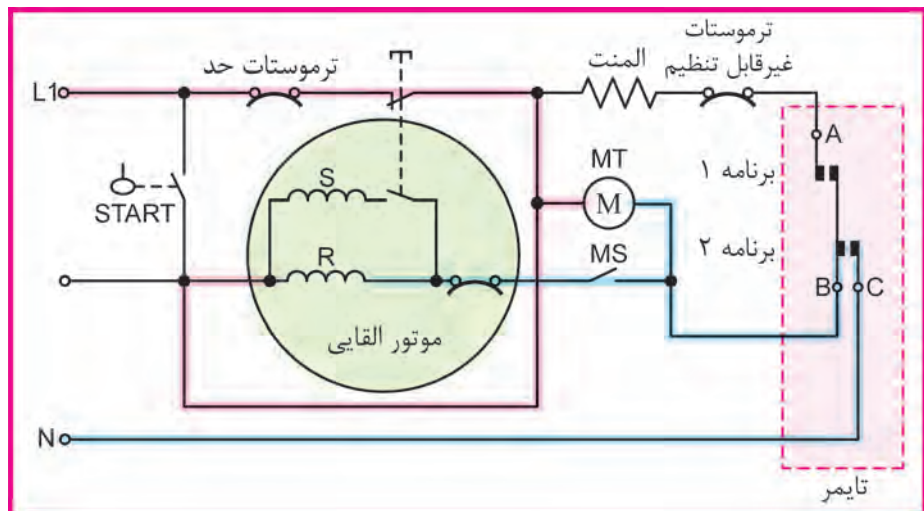 ترموستات
غیرقابل تنظیم
المنت
ترموستات حد
L1
A
برنامه ۱
MT
M
S
START
برنامه ۲
MS
R
B
C
موتور القایی
N
تایمر